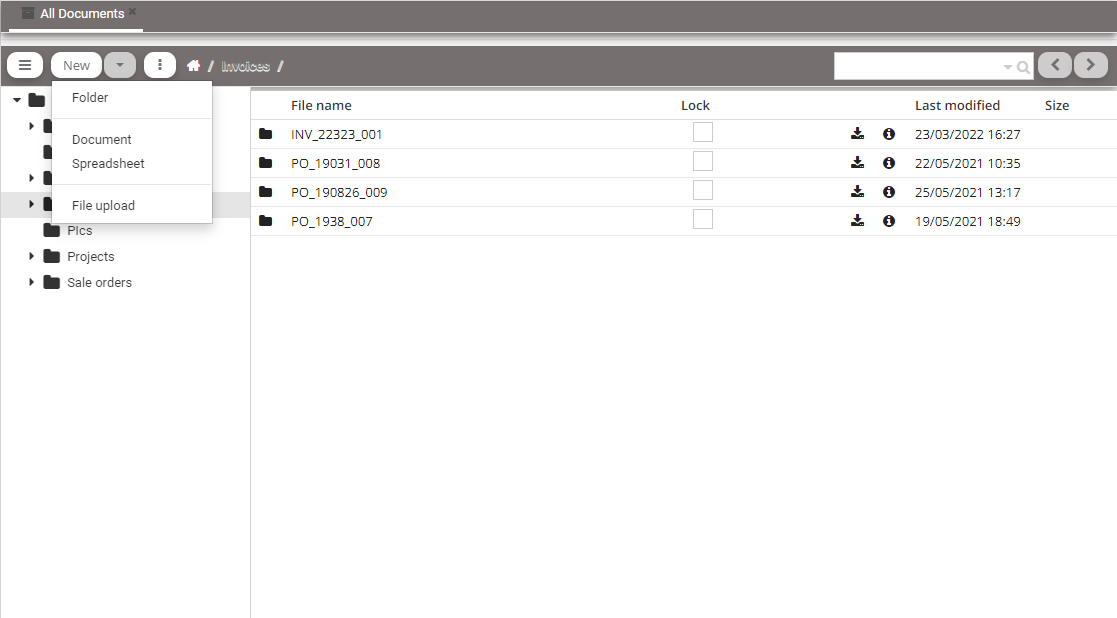 All Documents
New
/ Invoices /
Folder
Document
Spreadsheet
File upload
Pics
Projects
Sale orders
File name Lock Last modified Size
INV_22323_001 23/03/2022 16:27
PO_19031_008 22/05/2021 10:35
PO_190826_009 25/05/2021 13:17
PO_1938_007 19/05/2021 18:49